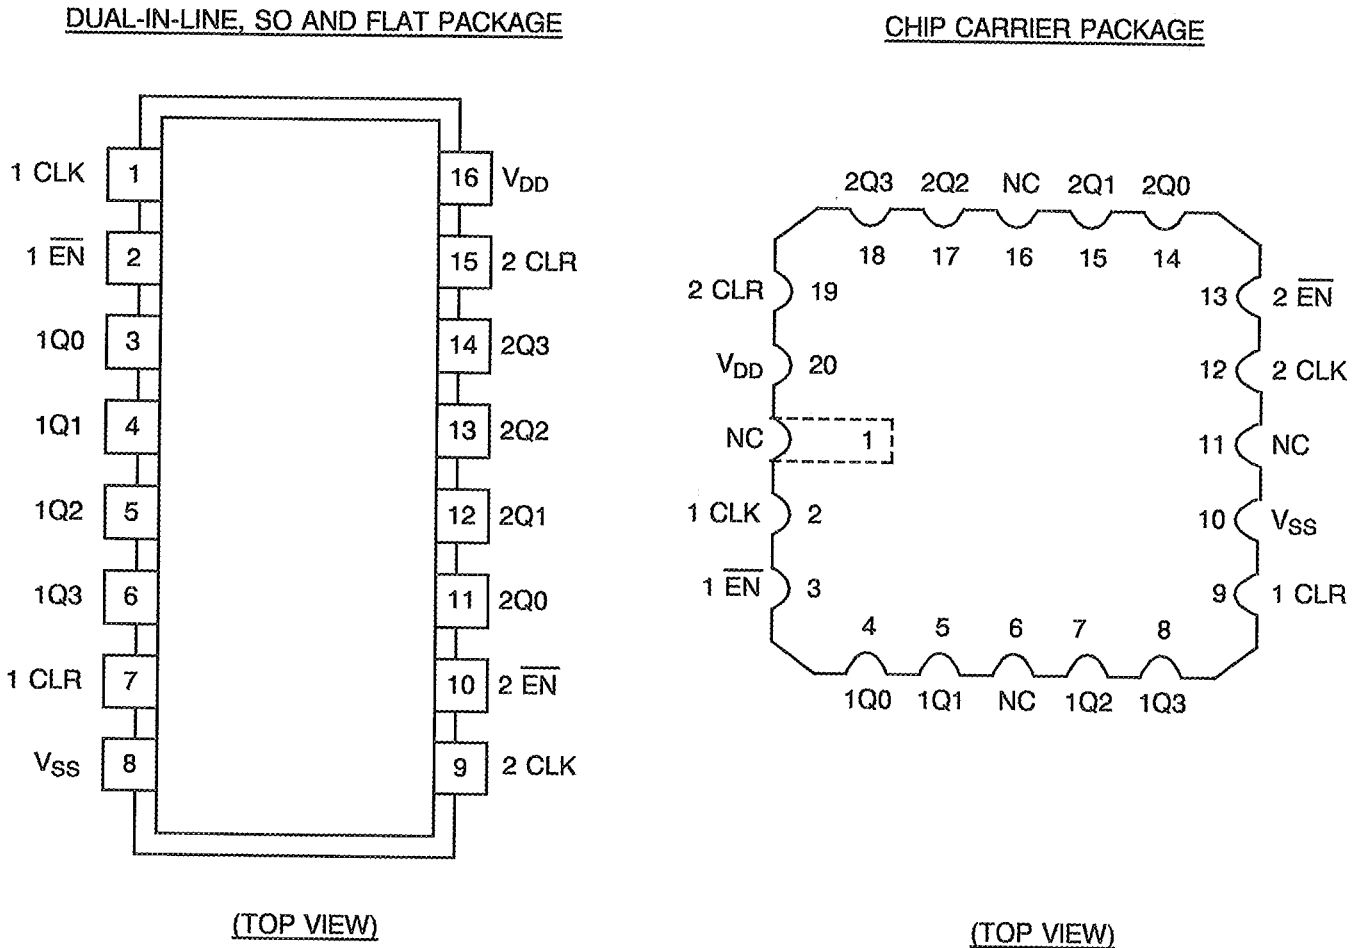 DUAL-IN-LINE, SO AND FLAT PACKAGE
1 CLK 1
1 E̅N̅ 2
1Q0 3
1Q1 4
1Q2 5
1Q3 6
1 CLR 7
VSS 8
16 VDD
15 2 CLR
14 2Q3
13 2Q2
12 2Q1
11 2Q0
10 2 E̅N̅
9 2 CLK
(TOP VIEW)
CHIP CARRIER PACKAGE
2Q3 2Q2 NC 2Q1 2Q0
18 17 16 15 14
2 CLR 19
VDD 20
NC 1
1 CLK 2
1 E̅N̅ 3
13 2 E̅N̅
12 2 CLK
11 NC
10 VSS
9 1 CLR
4 5 6 7 8
1Q0 1Q1 NC 1Q2 1Q3
(TOP VIEW)